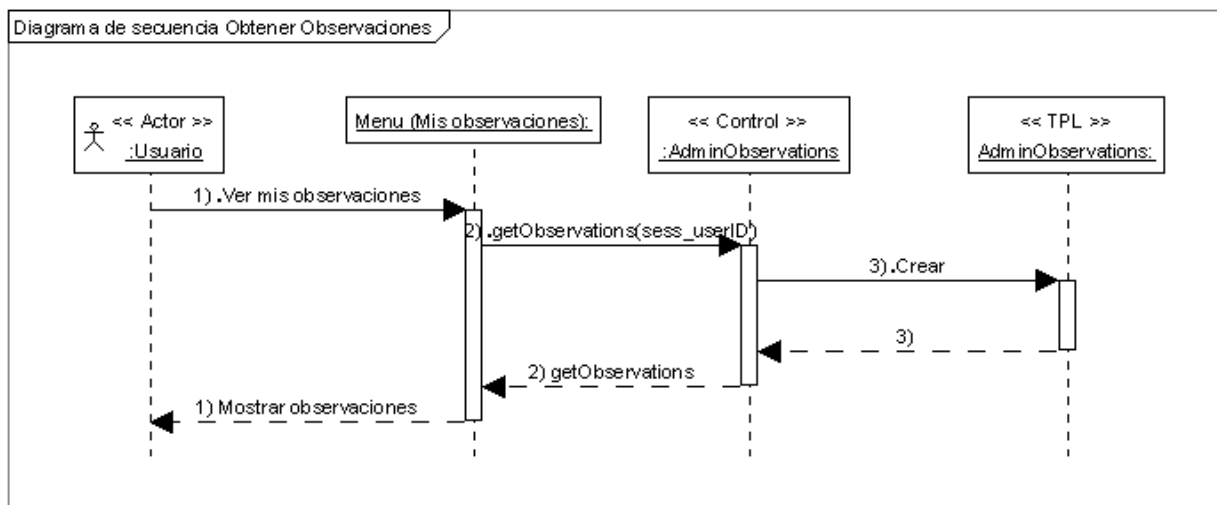 Diagrama de secuencia Obtener Observaciones
<< Actor >>
:Usuario
Menu (Mis observaciones):
<< Control >>
:AdminObservations
<< TPL >>
AdminObservations:
1) .Ver mis observaciones
2) .getObservations(sess_userID)
3) .Crear
3)
2) getObservations
1) Mostrar observaciones